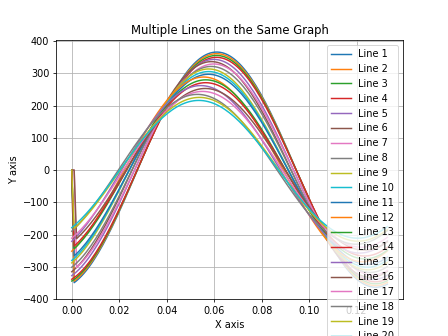 Multiple Lines on the Same Graph
Y axis
400
300
200
100
0
−100
−200
−300
−400
0.00
0.02
0.04
0.06
0.08
0.10
X axis
Line 1
Line 2
Line 3
Line 4
Line 5
Line 6
Line 7
Line 8
Line 9
Line 10
Line 11
Line 12
Line 13
Line 14
Line 15
Line 16
Line 17
Line 18
Line 19
Line 20